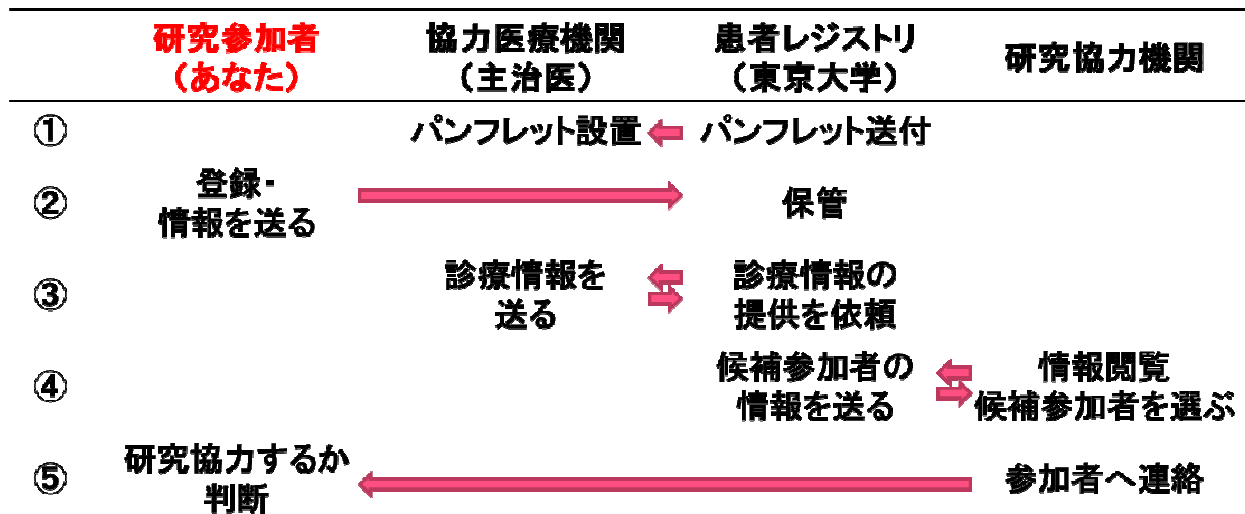 研究参加者
(あなた)
協力医療機関
(主治医)
患者レジストリ
(東京大学)
研究協力機関
①
パンフレット設置
パンフレット送付
②
登録・
情報を送る
保管
③
診療情報を
送る
診療情報の
提供を依頼
④
候補参加者の
情報を送る
情報閲覧
候補参加者を選ぶ
⑤
研究協力するか
判断
参加者へ連絡